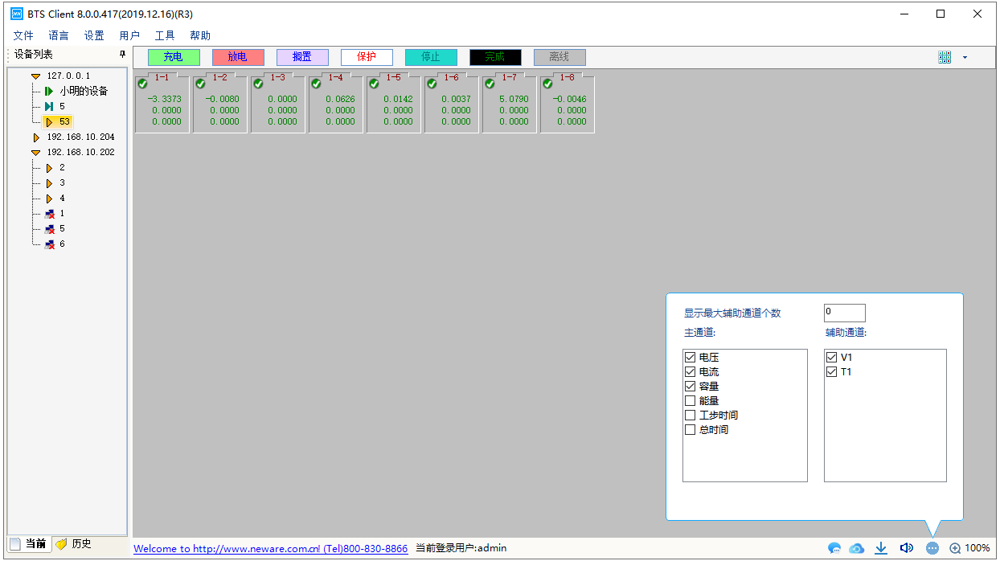 BTS Client 8.0.0.417(2019.12.16)(R3)
文件 语言 设置 用户 工具 帮助
设备列表
充电 放电 搁置 保护 停止 完成 离线
127.0.0.1
小明的设备
5
53
192.168.10.204
192.168.10.202
2
3
4
1
5
6
1-1 1-2 1-3 1-4 1-5 1-6 1-7 1-8
-3.3373 -0.0080 0.0000 0.0626 0.0142 0.0037 5.0790 -0.0046
0.0000 0.0000 0.0000 0.0000 0.0000 0.0000 0.0000 0.0000
0.0000 0.0000 0.0000 0.0000 0.0000 0.0000 0.0000 0.0000
显示最大辅助通道个数 0
主通道: 辅助通道:
电压 V1
电流 T1
容量
能量
工步时间
总时间
当前 历史
Welcome to http://www.neware.com.cn! (Tel)800-830-8866 当前登录用户:admin
100%